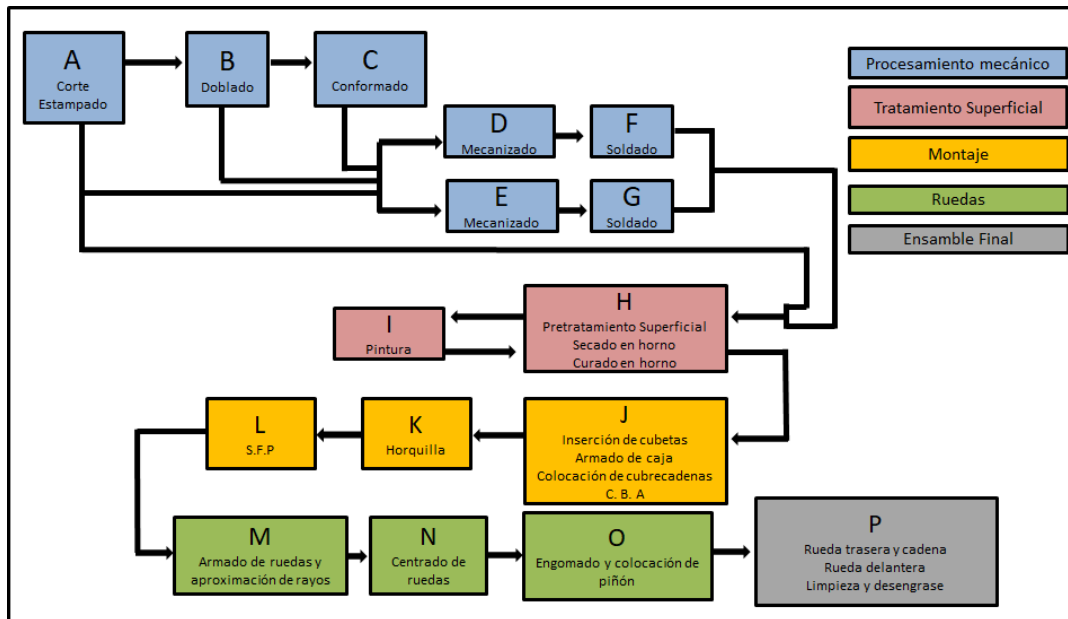 A
Corte
Estampado
B
Doblado
C
Conformado
D
Mecanizado
F
Soldado
E
Mecanizado
G
Soldado
Procesamiento mecánico
Tratamiento Superficial
Montaje
Ruedas
Ensamble Final
H
Pretratamiento Superficial
Secado en horno
Curado en horno
I
Pintura
J
Inserción de cubetas
Armado de caja
Colocación de cubrecadenas
C. B. A
K
Horquilla
L
S.F.P
M
Armado de ruedas y
aproximación de rayos
N
Centrado de
ruedas
O
Engomado y colocación de
piñón
P
Rueda trasera y cadena
Rueda delantera
Limpieza y desengrase